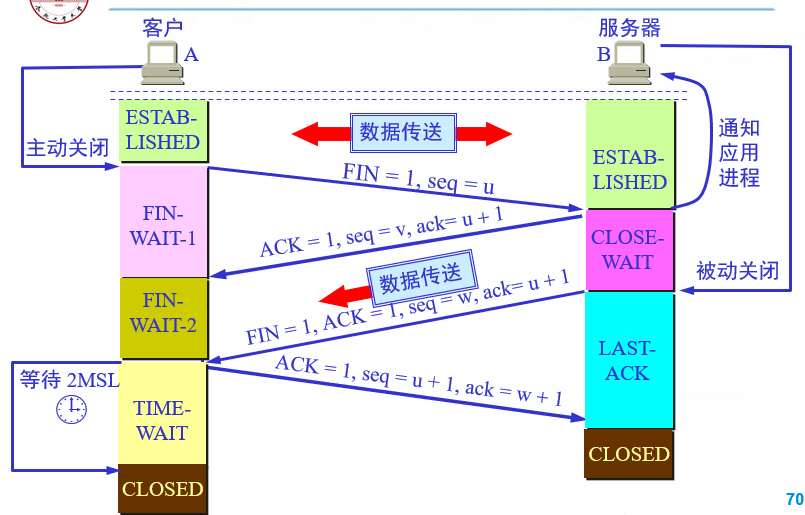 客户
A
服务器
B
ESTAB-
LISHED
数据传送
主动关闭
FIN = 1, seq = u
ESTAB-
LISHED
通知
应用
进程
FIN-
WAIT-1
ACK = 1, seq = v, ack= u + 1
CLOSE-
WAIT
数据传送
被动关闭
FIN-
WAIT-2
FIN = 1, ACK = 1, seq = w, ack= u + 1
等待 2MSL
ACK = 1, seq = u + 1, ack = w + 1
LAST-
ACK
TIME-
WAIT
CLOSED
CLOSED
70